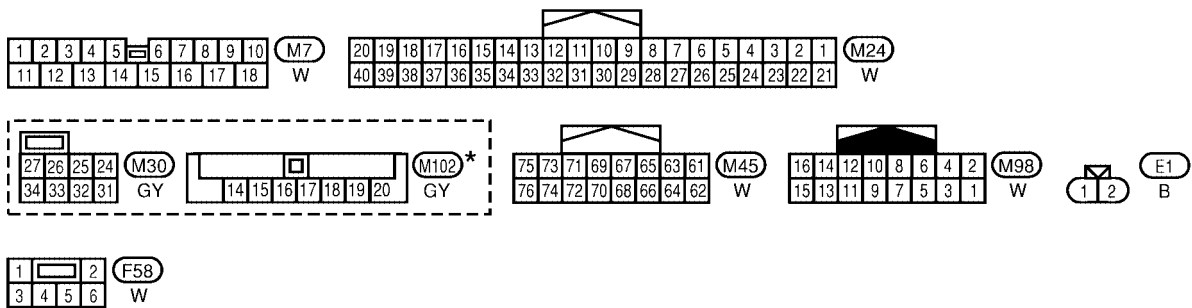 1 2 3 4 5 6 7 8 9 10 M7
11 12 13 14 15 16 17 18 W
20 19 18 17 16 15 14 13 12 11 10 9 8 7 6 5 4 3 2 1 M24
40 39 38 37 36 35 34 33 32 31 30 29 28 27 26 25 24 23 22 21 W
27 26 25 24 M30
34 33 32 31 GY
M102 *
14 15 16 17 18 19 20 GY
75 73 71 69 67 65 63 61 M45
76 74 72 70 68 66 64 62 W
16 14 12 10 8 6 4 2 M98
15 13 11 9 7 5 3 1 W
E1
1 2 B
1 2 F58
3 4 5 6 W